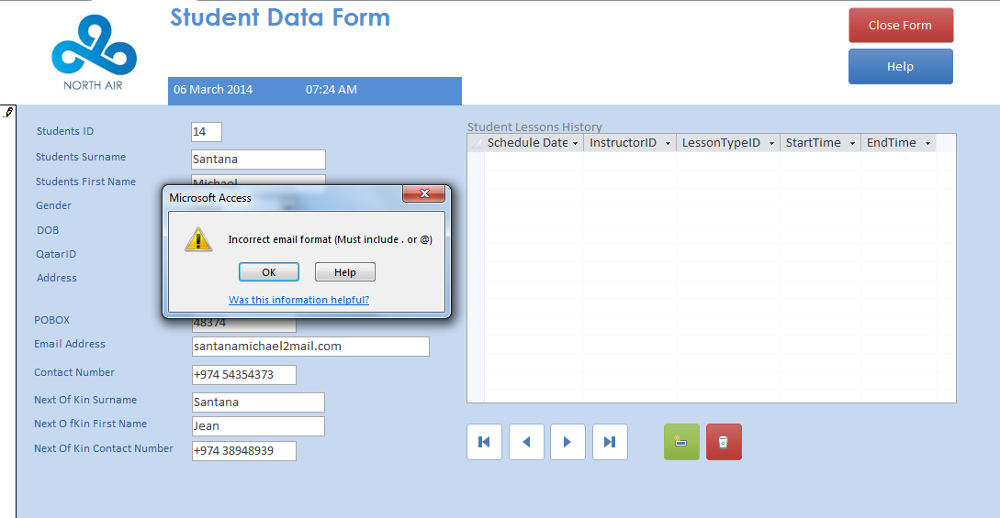 Student Data Form
Close Form
Help
NORTH AIR
06 March 2014 07:24 AM
Students ID 14
Students Surname Santana
Students First Name Michael
Gender
DOB
QatarID
Address
POBOX 48374
Email Address santanamichael2mail.com
Contact Number +974 54354373
Next Of Kin Surname Santana
Next O fKin First Name Jean
Next Of Kin Contact Number +974 38948939
Microsoft Access
Incorrect email format (Must include . or @)
OK Help
Was this information helpful?
Student Lessons History
Schedule Date InstructorID LessonTypeID StartTime EndTime